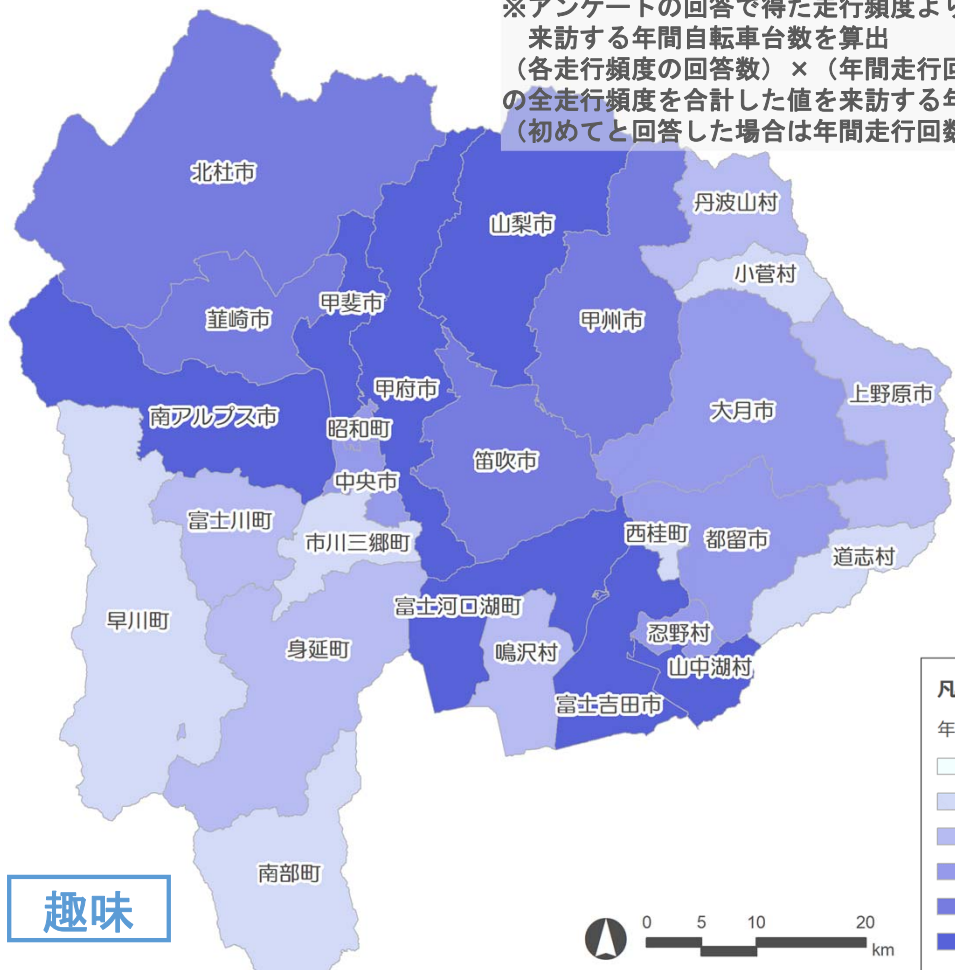 ※アンケートの回答で得た走行頻度より
来訪する年間自転車台数を算出
（各走行頻度の回答数）×（年間走行回
の全走行頻度を合計した値を来訪する年
（初めてと回答した場合は年間走行回数
北杜市
山梨市
丹波山村
小菅村
韮崎市
甲斐市
甲州市
甲府市
上野原市
南アルプス市
大月市
昭和町
笛吹市
中央市
富士川町
市川三郷町
西桂町
都留市
道志村
富士河口湖町
早川町
忍野村
身延町
鳴沢村
山中湖村
富士吉田市
凡
年
南部町
趣味
0 5 10 20
km